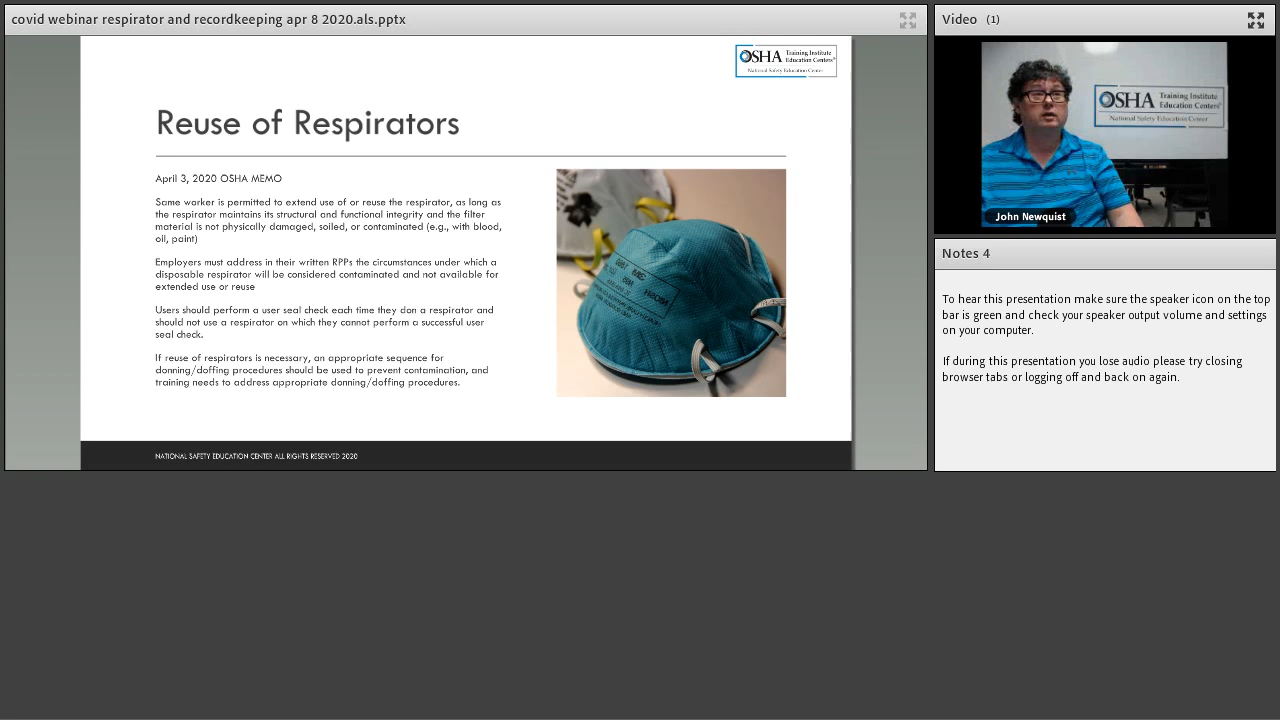 covid webinar respirator and recordkeeping apr 8 2020.als.pptx
OSHA Training Institute
Education Centers®
National Safety Education Center
Reuse of Respirators
April 3, 2020 OSHA MEMO
Same worker is permitted to extend use of or reuse the respirator, as long as
the respirator maintains its structural and functional integrity and the filter
material is not physically damaged, soiled, or contaminated (e.g., with blood,
oil, paint)
Employers must address in their written RPPs the circumstances under which a
disposable respirator will be considered contaminated and not available for
extended use or reuse
Users should perform a user seal check each time they don a respirator and
should not use a respirator on which they cannot perform a successful user
seal check.
If reuse of respirators is necessary, an appropriate sequence for
donning/doffing procedures should be used to prevent contamination, and
training needs to address appropriate donning/doffing procedures.
NIOSH
N95
NATIONAL SAFETY EDUCATION CENTER ALL RIGHTS RESERVED 2020
Video (1)
OSHA Training Institute
Education Centers®
National Safety Education Center
John Newquist
Notes 4
To hear this presentation make sure the speaker icon on the top
bar is green and check your speaker output volume and settings
on your computer.
If during this presentation you lose audio please try closing
browser tabs or logging off and back on again.